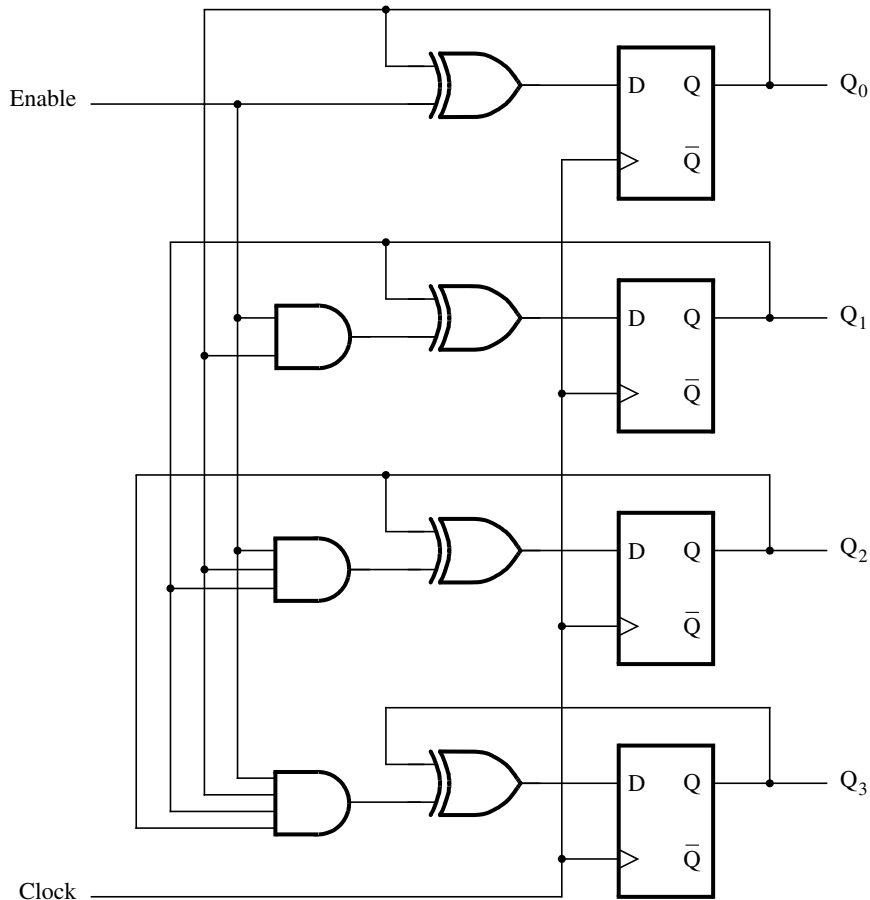 Enable
D Q Q0
Q̅
D Q Q1
Q̅
D Q Q2
Q̅
D Q Q3
Q̅
Clock